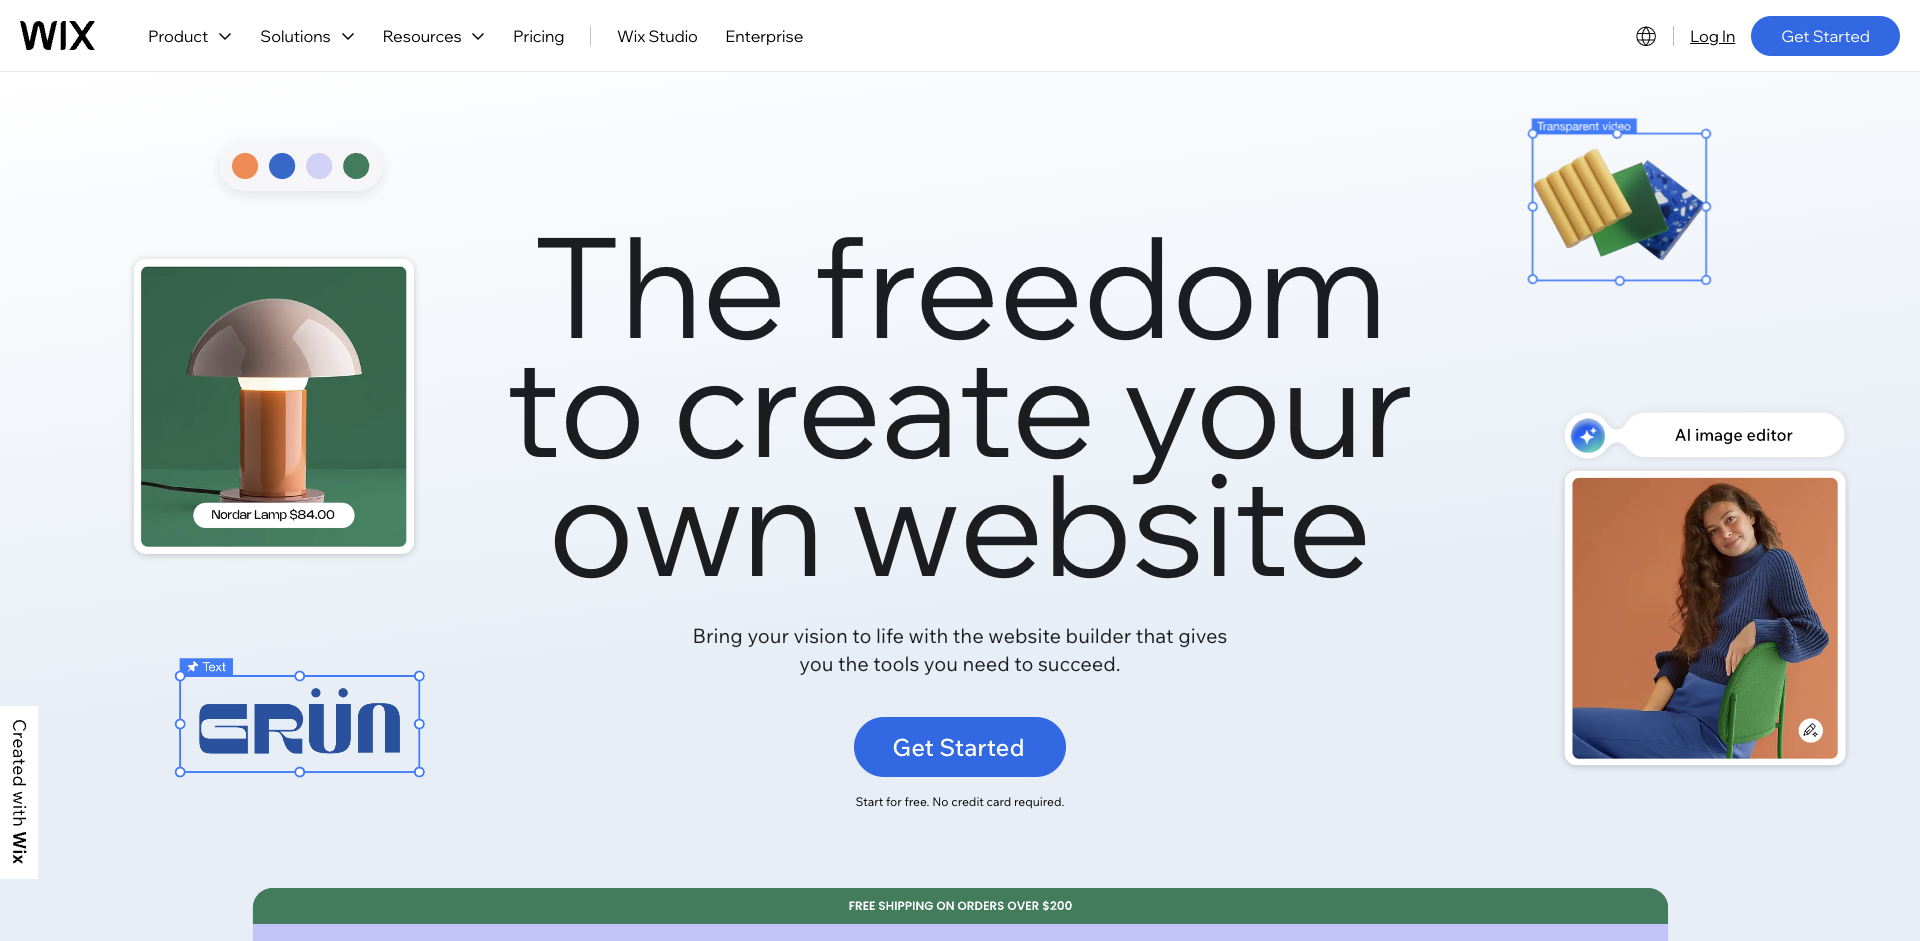 WIX
Product
Solutions
Resources
Pricing
Wix Studio
Enterprise
Log In
Get Started
Transparent video
The freedom
to create your
own website
Nordar Lamp $84.00
AI image editor
Bring your vision to life with the website builder that gives
you the tools you need to succeed.
Text
GRÜN
Get Started
Start for free. No credit card required.
Created with Wix
FREE SHIPPING ON ORDERS OVER $200